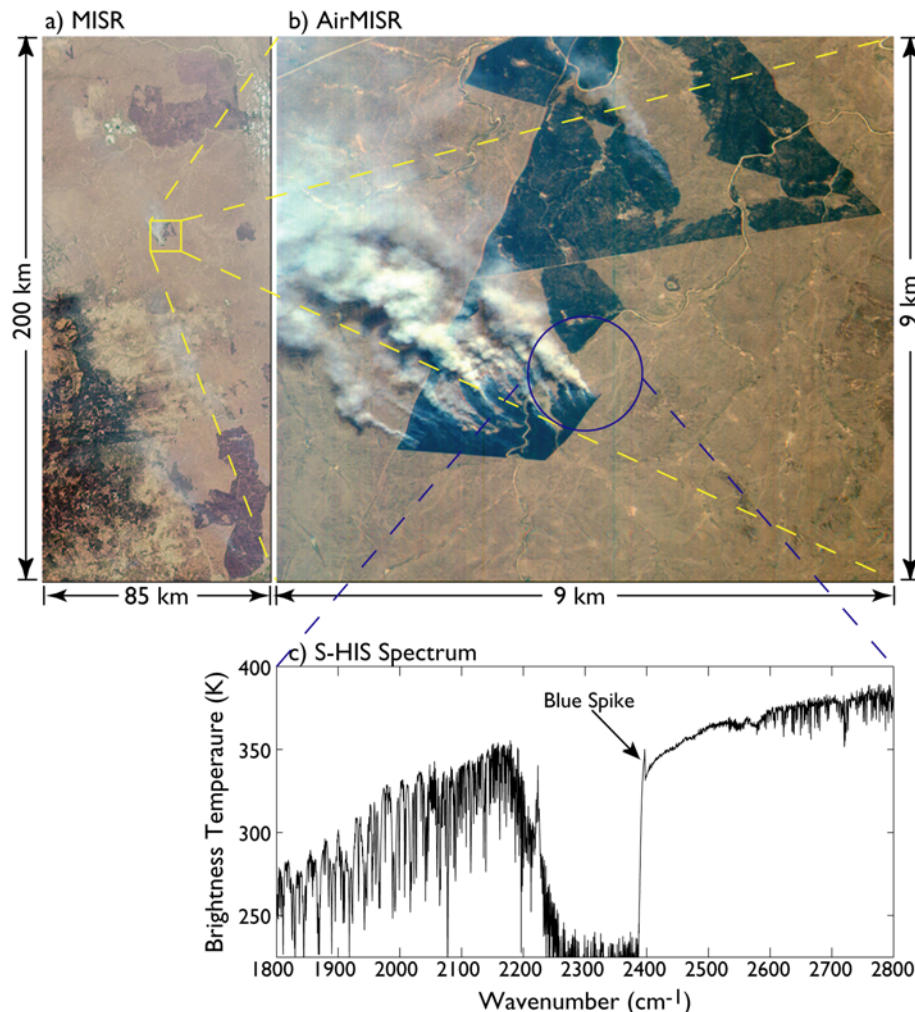 a) MISR
b) AirMISR
200 km
9 km
85 km
9 km
c) S-HIS Spectrum
Blue Spike
Brightness Temperaure (K)
400
350
300
250
1800
1900
2000
2100
2200
2300
2400
2500
2600
2700
2800
Wavenumber (cm-1)